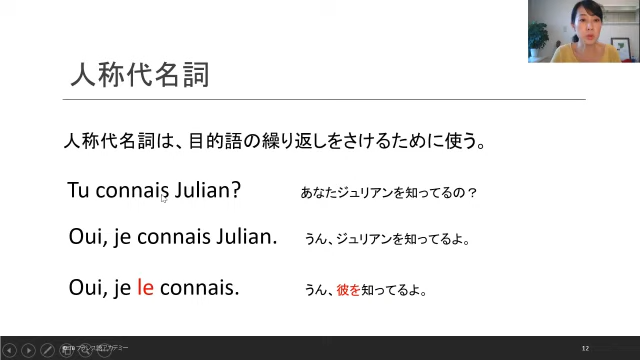 人称代名詞
人称代名詞は、目的語の繰り返しをさけるために使う。
Tu connais Julian? あなたジュリアンを知ってるの？
Oui, je connais Julian. うん、ジュリアンを知ってるよ。
Oui, je le connais. うん、彼を知ってるよ。
12